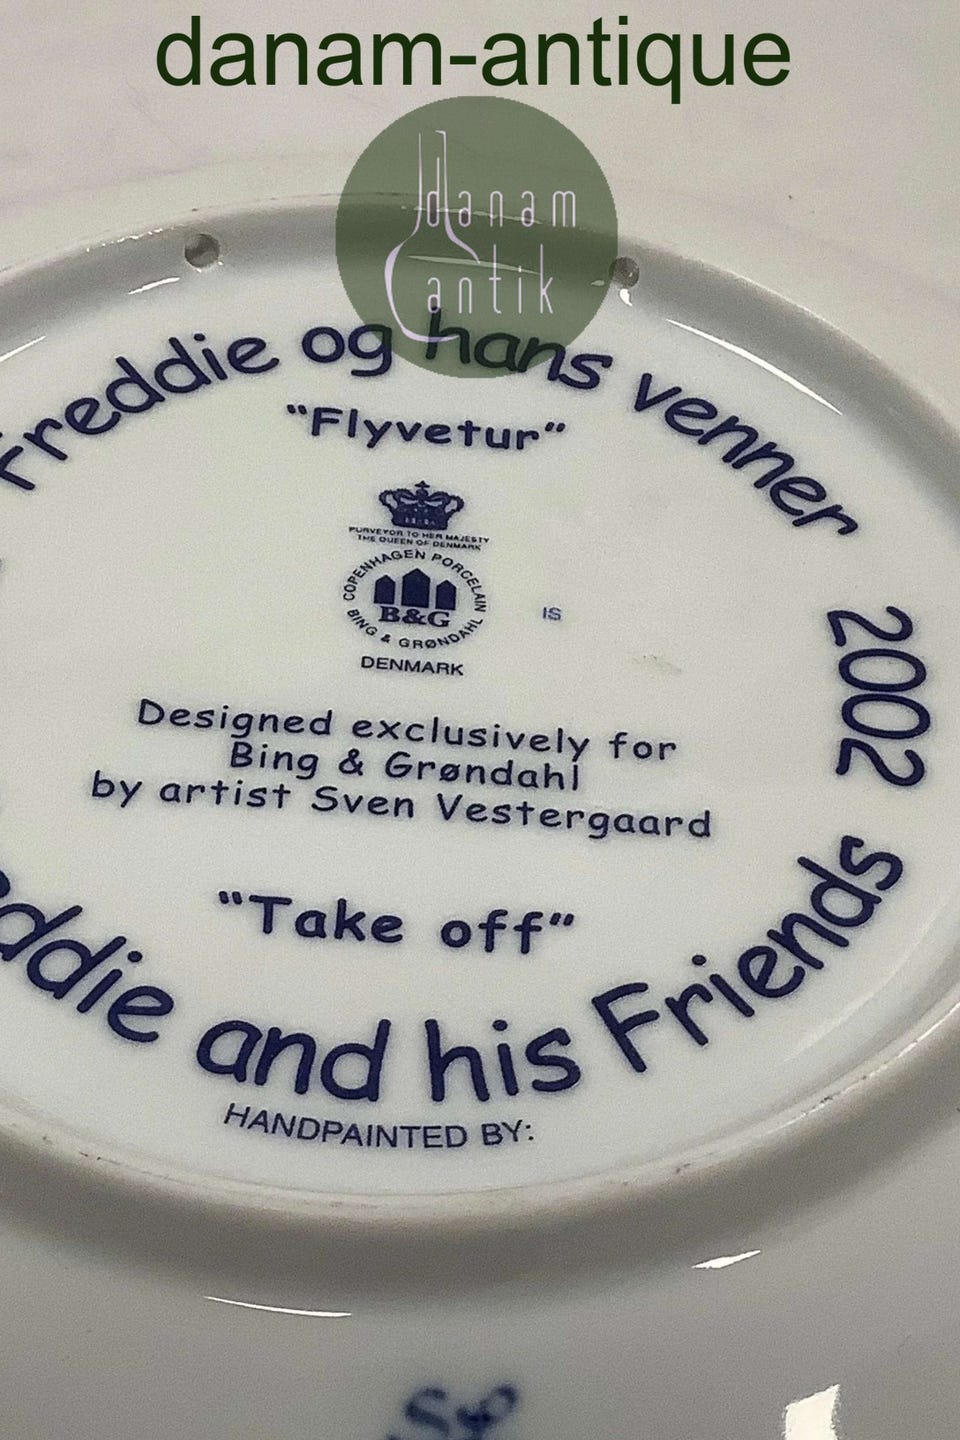 danam-antique
danam
antik
Freddie og hans venner 2002
"Flyvetur"
PURVEYOR TO HER MAJESTY
THE QUEEN OF DENMARK
COPENHAGEN PORCELAIN
B&G
BING & GRØNDAHL
DENMARK
IS
Designed exclusively for
Bing & Grøndahl
by artist Sven Vestergaard
"Take off"
ddie and his Friends
HANDPAINTED BY: